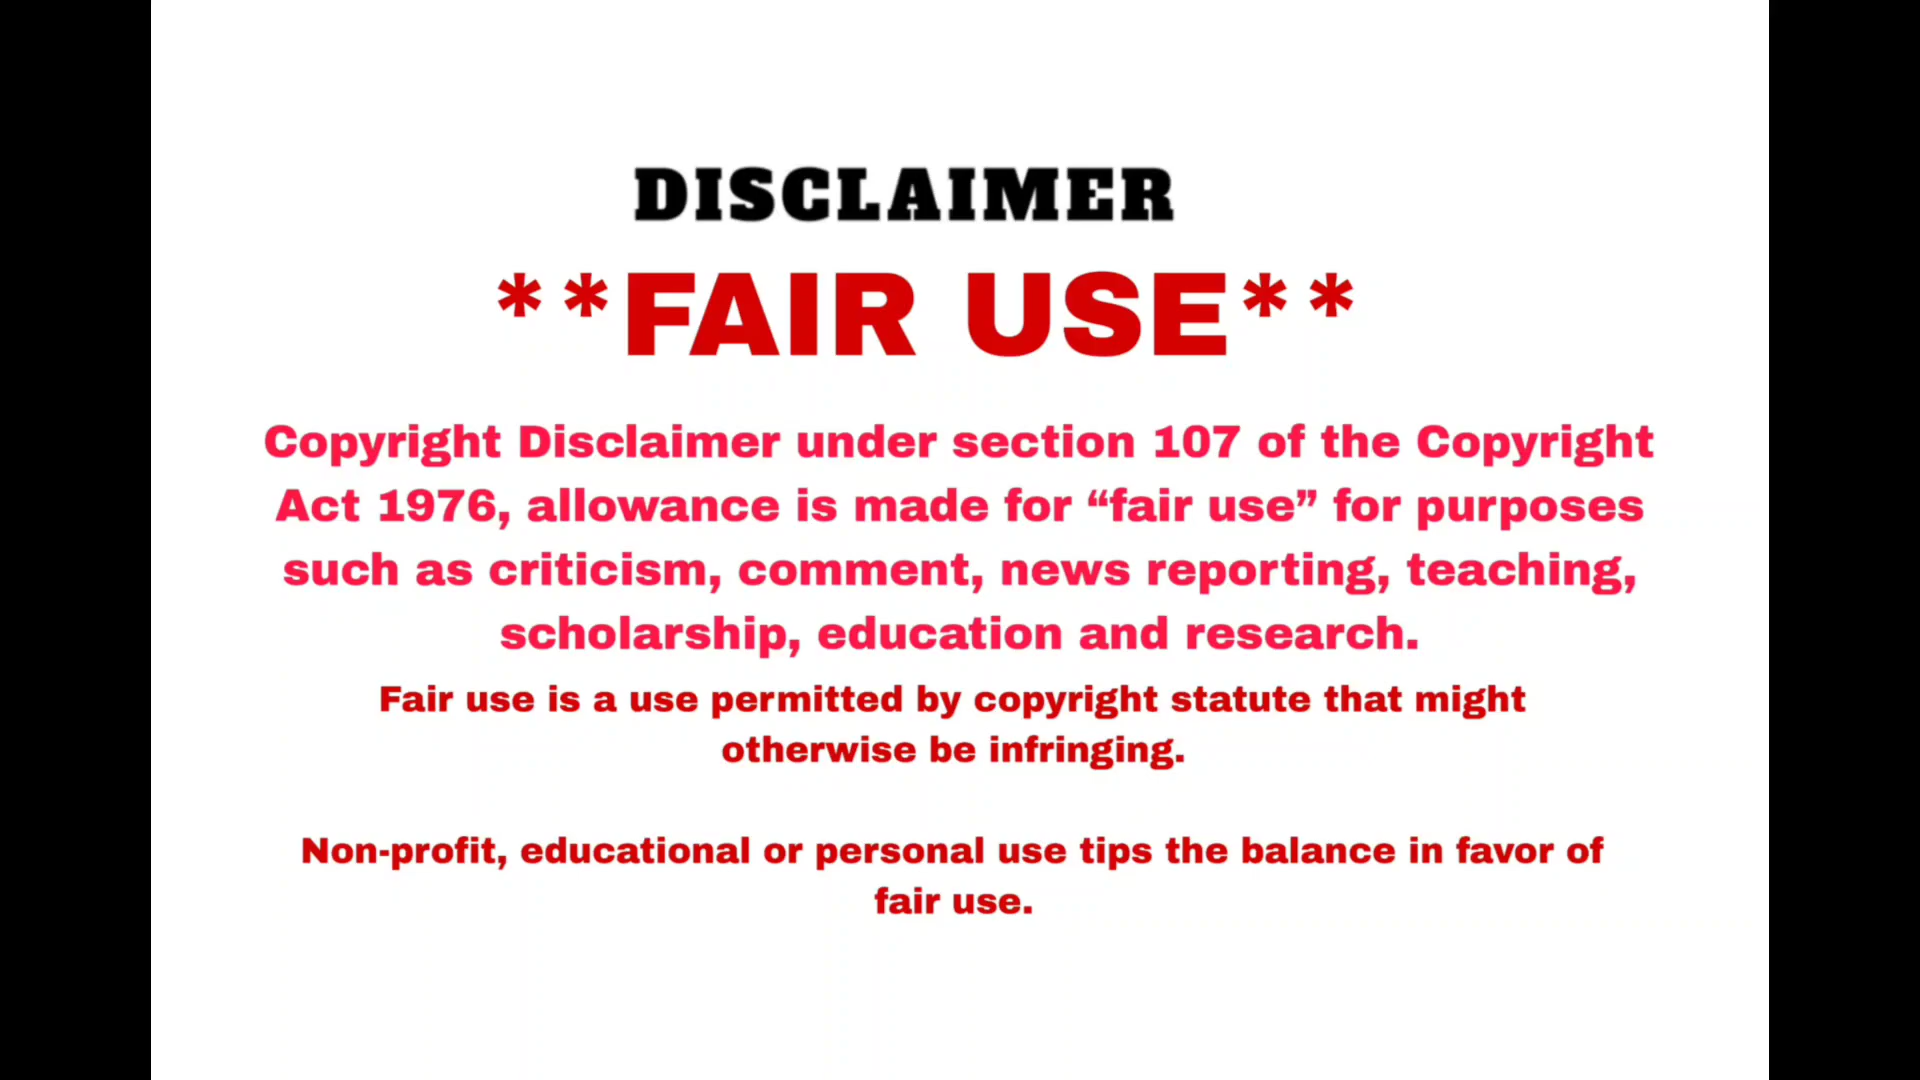 DISCLAIMER
**FAIR USE**
Copyright Disclaimer under section 107 of the Copyright
Act 1976, allowance is made for “fair use” for purposes
such as criticism, comment, news reporting, teaching,
scholarship, education and research.
Fair use is a use permitted by copyright statute that might
otherwise be infringing.
Non-profit, educational or personal use tips the balance in favor of
fair use.